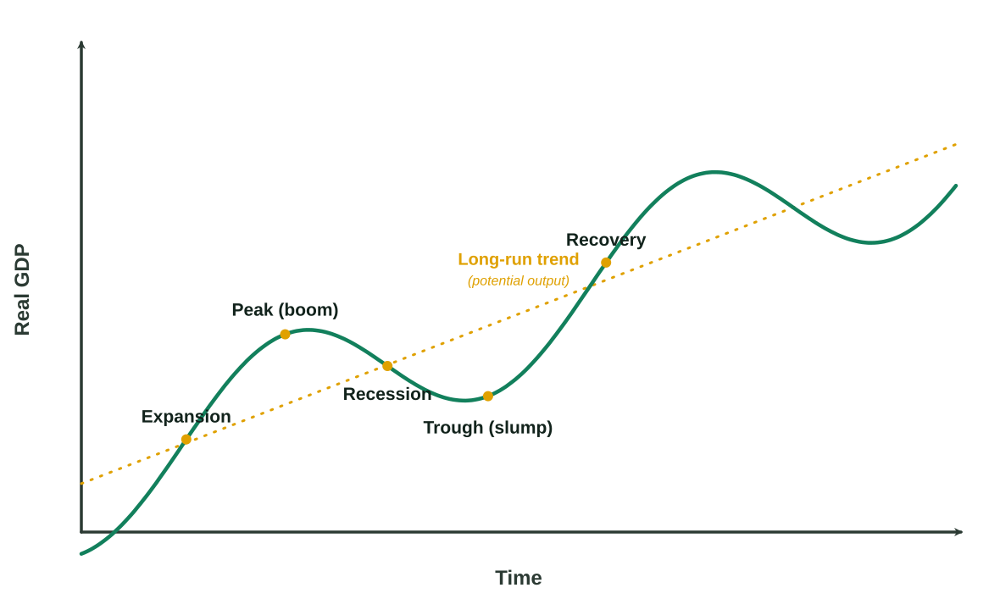 Real GDP
Recovery
Long-run trend
(potential output)
Peak (boom)
Recession
Expansion
Trough (slump)
Time